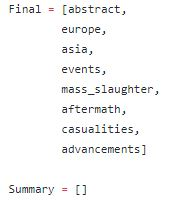 Final = [abstract,
europe,
asia,
events,
mass_slaughter,
aftermath,
casualities,
advancements]
Summary = []